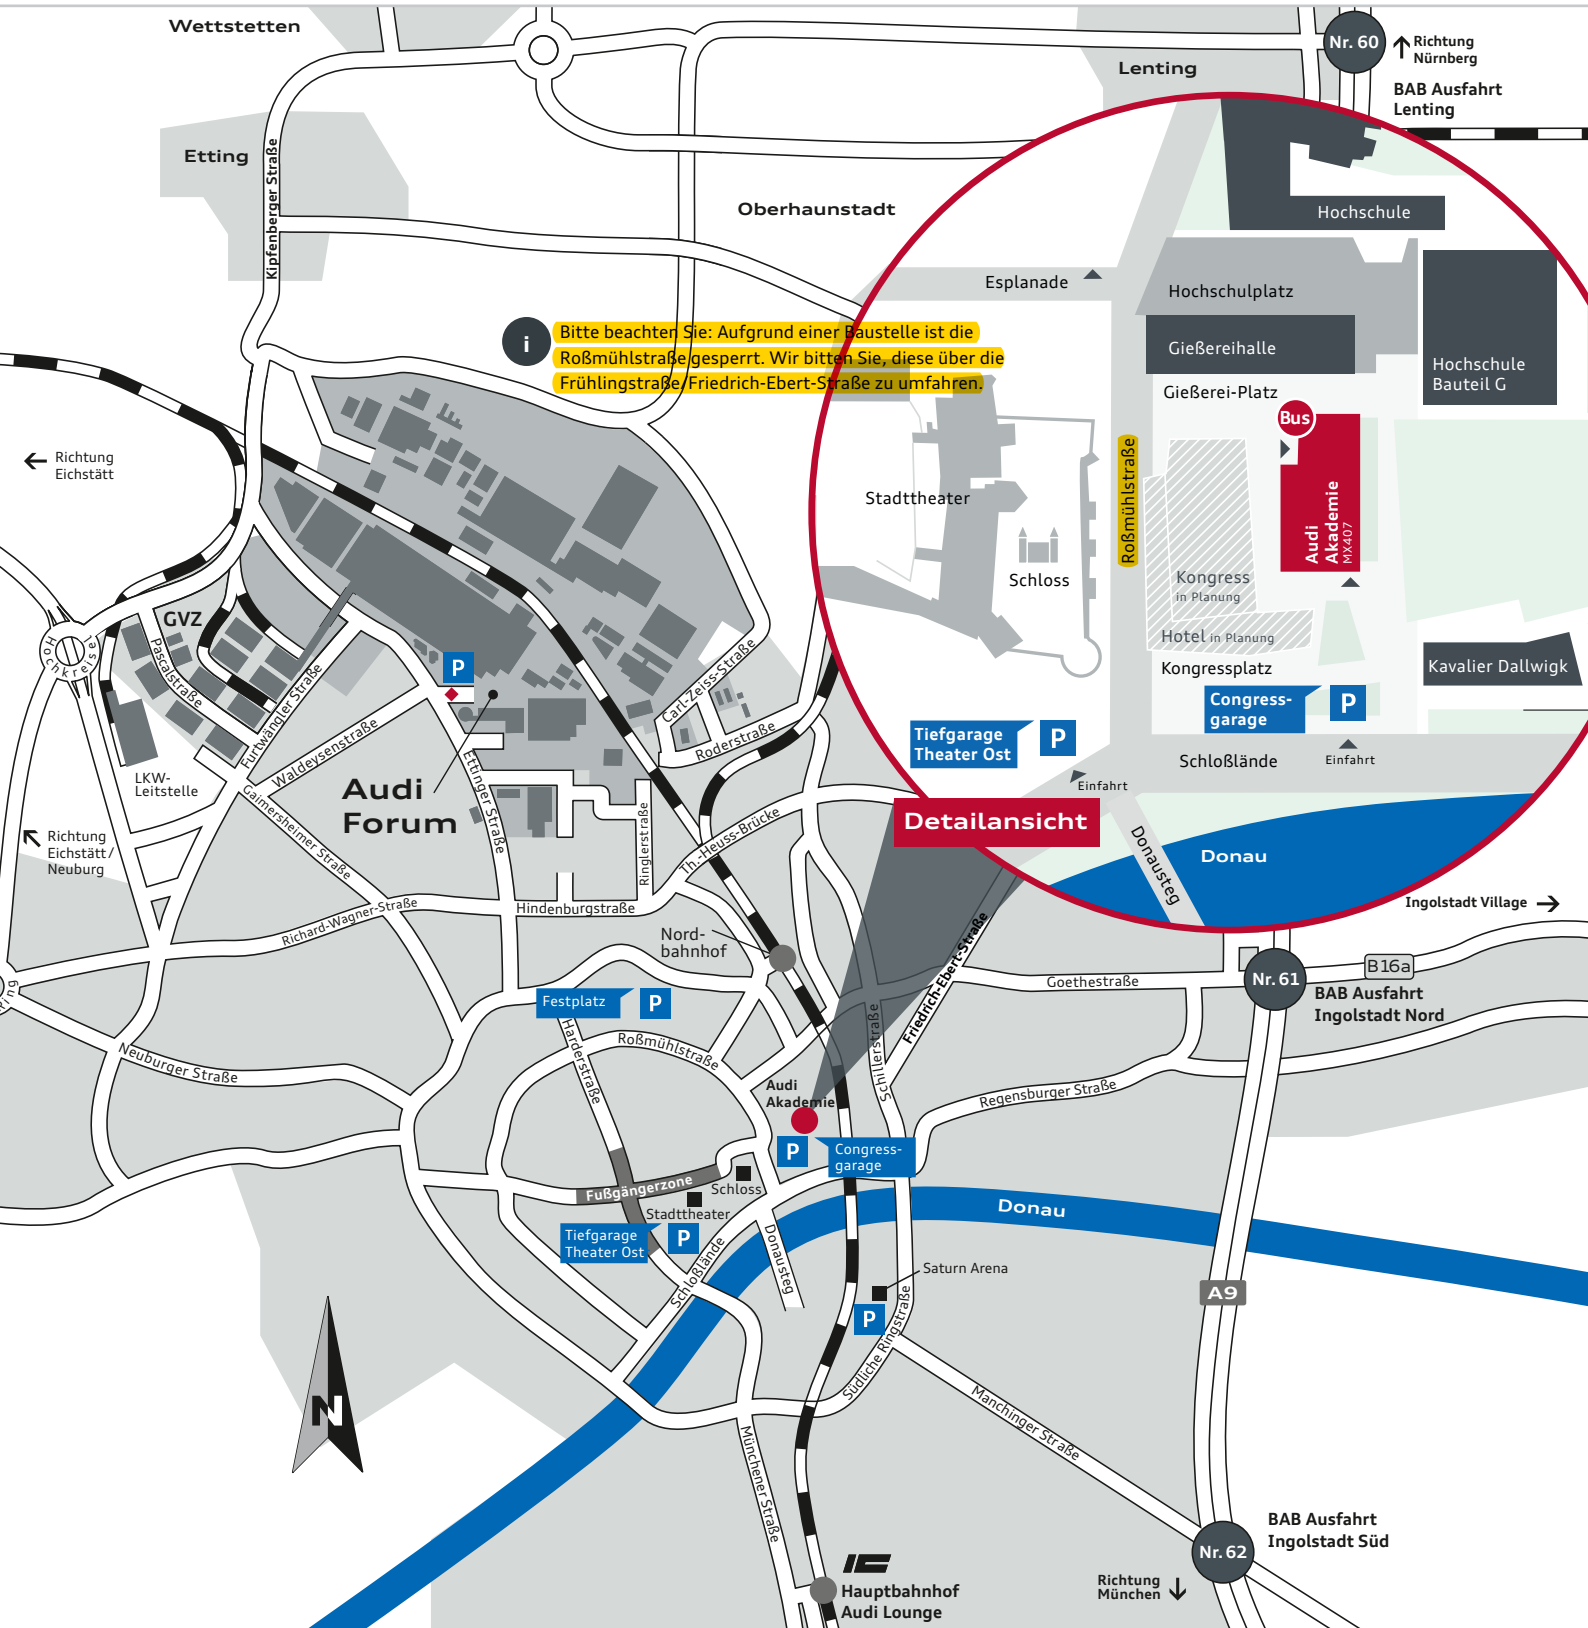 Wettstetten
Nr. 60
Richtung
Nürnberg
Lenting
BAB Ausfahrt
Lenting
Etting
Kipfenberger Straße
Oberhaunstadt
Hochschule
Esplanade
Hochschulplatz
i
Bitte beachten Sie: Aufgrund einer Baustelle ist die
Roßmühlstraße gesperrt. Wir bitten Sie, diese über die
Frühlingstraße/Friedrich-Ebert-Straße zu umfahren.
Gießereihalle
Hochschule
Bauteil G
Gießerei-Platz
Bus
Richtung
Eichstätt
Stadttheater
Roßmühlstraße
Audi
Akademie
MX407
Schloss
Kongress
in Planung
Hotel in Planung
Kongressplatz
Kavalier Dallwigk
Congress-
garage
P
Tiefgarage
Theater Ost
P
Schloßlände
Einfahrt
Einfahrt
Detailansicht
Donausteg
Donau
GVZ
Hochkreisel
Pascalstraße
P
Carl-Zeiss-Straße
Furtwängler Straße
Waldeysenstraße
Roderstraße
LKW-
Leitstelle
Audi
Forum
Ettinger Straße
Gaimersheimer Straße
Ringlerstraße
Th.-Heuss-Brücke
Richtung
Eichstätt/
Neuburg
Richard-Wagner-Straße
Hindenburgstraße
Ingolstadt Village
Nord-
bahnhof
Friedrich-Ebert-Straße
Goethestraße
Nr. 61
B16a
BAB Ausfahrt
Ingolstadt Nord
Ring
Festplatz
P
Harderstraße
Roßmühlstraße
Schillerstraße
Neuburger Straße
Audi
Akademie
Regensburger Straße
P
Congress-
garage
Fußgängerzone
Schloss
Stadttheater
Donau
Tiefgarage
Theater Ost
P
Schloßlände
Donausteg
Saturn Arena
A9
P
Südliche Ringstraße
N
Manchinger Straße
Münchener Straße
BAB Ausfahrt
Ingolstadt Süd
Nr. 62
IC
Hauptbahnhof
Audi Lounge
Richtung
München